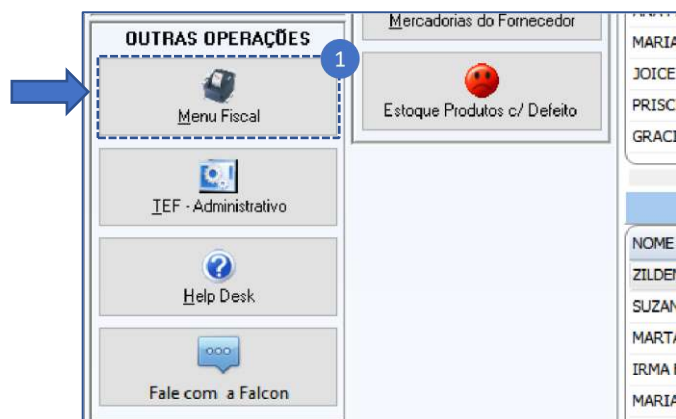 OUTRAS OPERAÇÕES
1
Menu Fiscal
TEF - Administrativo
Help Desk
Fale com a Falcon
Mercadorias do Fornecedor
Estoque Produtos c/ Defeito
MARIA
JOICE
PRISC
GRACI
NOME
ZILDE
SUZAN
MARTA
IRMA
MARIA